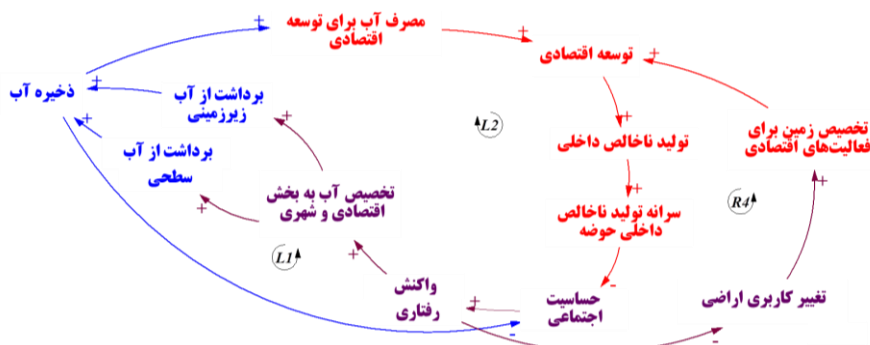 مصرف آب برای توسعه
اقتصادی
توسعه اقتصادی
ذخیره آب
برداشت از آب
زیرزمینی
برداشت از آب
سطحی
L2
تولید ناخالص داخلی
تخصیص زمین برای
فعالیت‌های اقتصادی
تخصیص آب به بخش
اقتصادی و شهری
سرانه تولید ناخالص
داخلی حوضه
R4
L1
واکنش
رفتاری
حساسیت
اجتماعی
تغییر کاربری اراضی